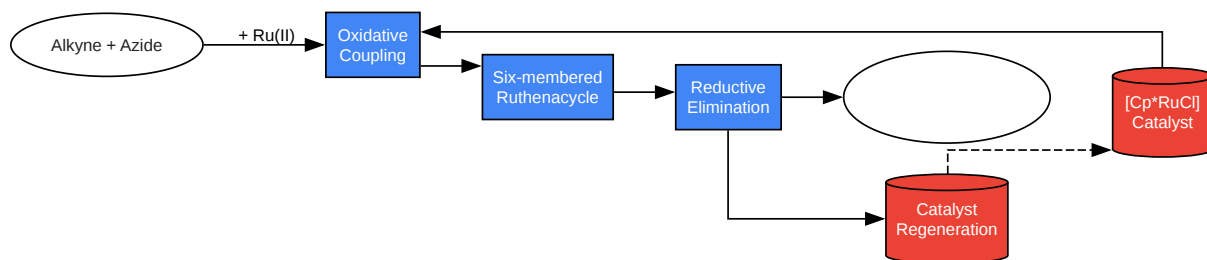 Alkyne + Azide
+ Ru(II)
Oxidative
Coupling
Six-membered
Ruthenacycle
Reductive
Elimination
[Cp*RuCl]
Catalyst
Catalyst
Regeneration